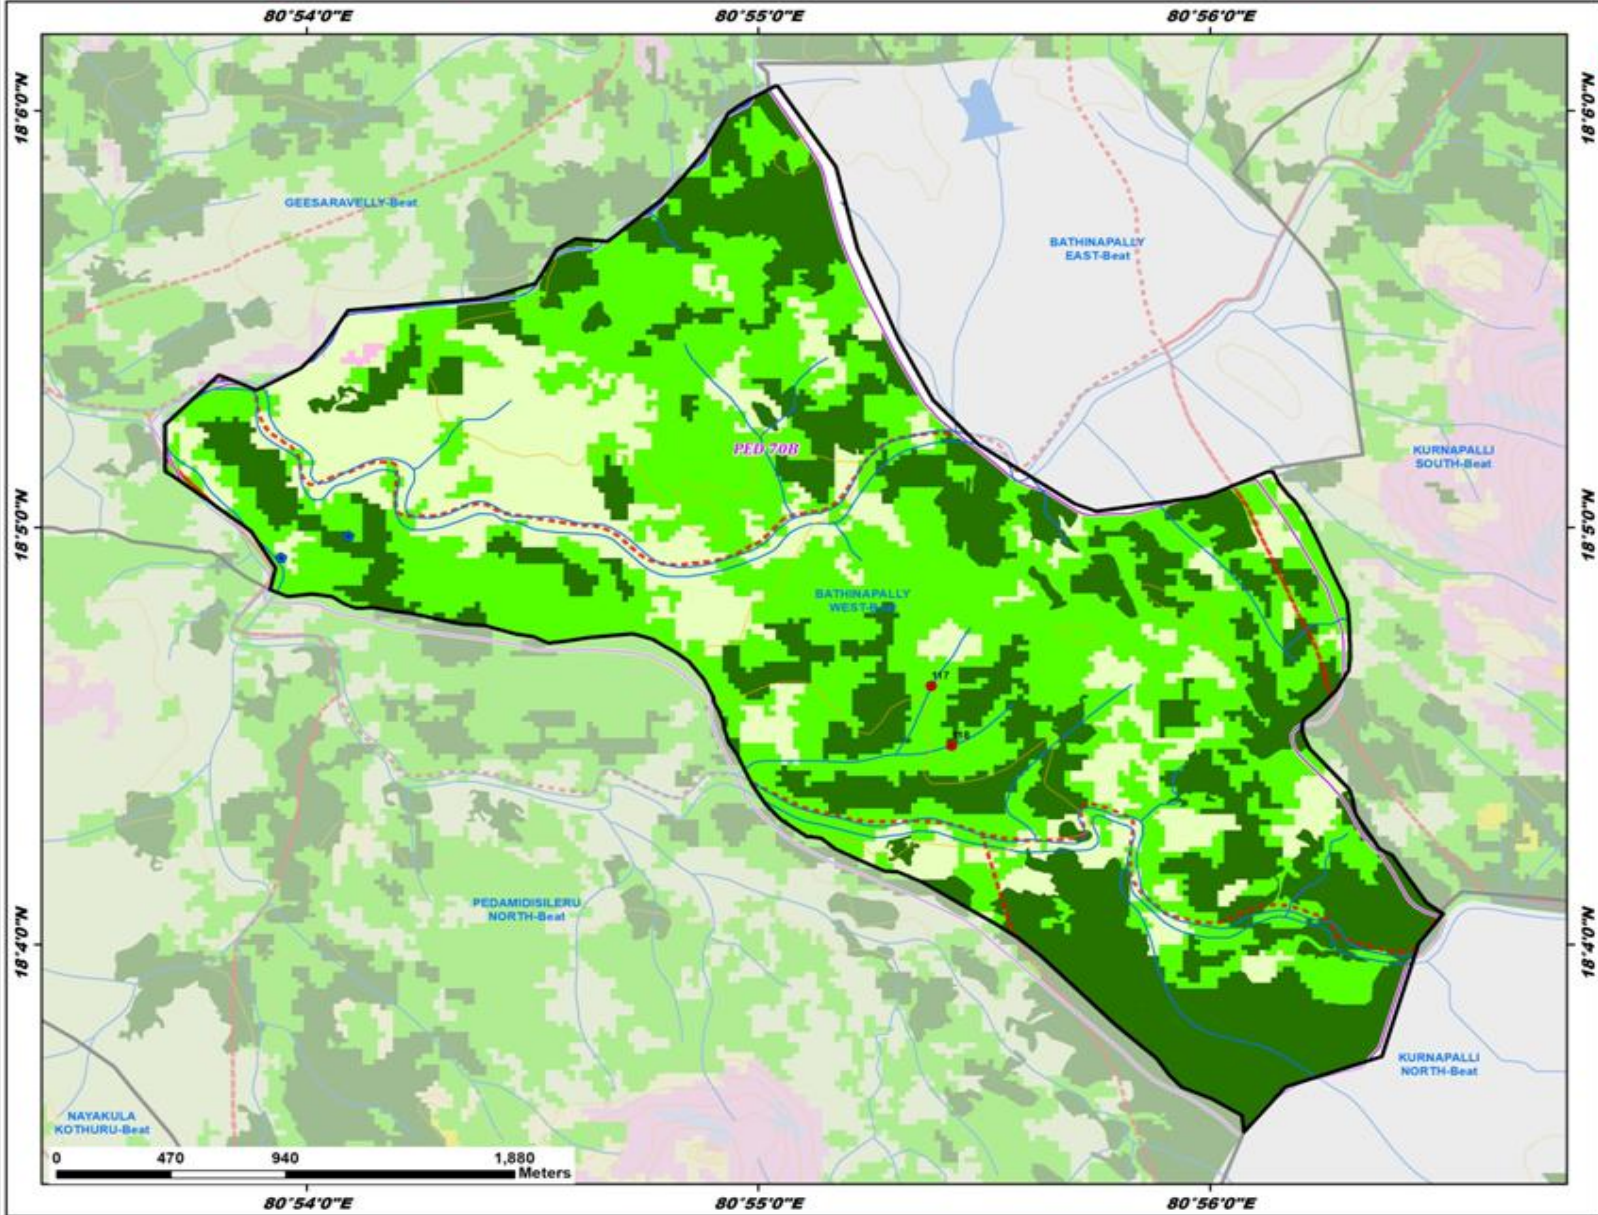 80°54'0"E 80°55'0"E 80°56'0"E
18°6'0"N 18°6'0"N
GEESARAVELLY-Beat
BATHINAPALLY
EAST-Beat
PED 70B
KURNAPALLI
SOUTH-Beat
18°5'0"N 18°5'0"N
BATHINAPALLY
WEST-Beat
117
PEDAMIDISILERU
NORTH-Beat
18°4'0"N 18°4'0"N
KURNAPALLI
NORTH-Beat
NAYAKULA
KOTHURU-Beat
0 470 940 1,880
Meters
80°54'0"E 80°55'0"E 80°56'0"E